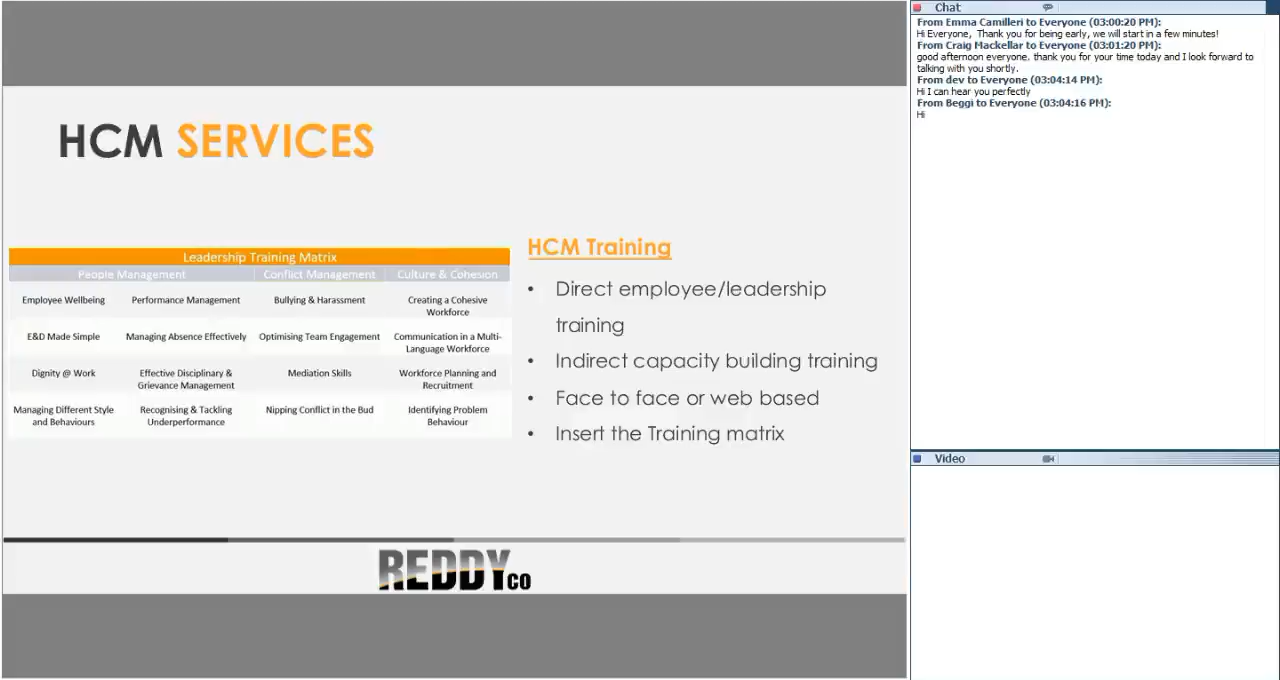 HCM SERVICES
Leadership Training Matrix
People Management Conflict Management Culture & Cohesion
Employee Wellbeing Performance Management Bullying & Harassment Creating a Cohesive
Workforce
E&D Made Simple Managing Absence Effectively Optimising Team Engagement Communication in a Multi-
Language Workforce
Dignity @ Work Effective Disciplinary & Mediation Skills Workforce Planning and
Grievance Management Recruitment
Managing Different Style Recognising & Tackling Nipping Conflict in the Bud Identifying Problem
and Behaviours Underperformance Behaviour
HCM Training
• Direct employee/leadership
training
• Indirect capacity building training
• Face to face or web based
• Insert the Training matrix
REDDYCO
Chat
From Emma Camilleri to Everyone (03:00:20 PM):
Hi Everyone, Thank you for being early, we will start in a few minutes!
From Craig Mackellar to Everyone (03:01:20 PM):
good afternoon everyone. thank you for your time today and I look forward to
talking with you shortly.
From dev to Everyone (03:04:14 PM):
Hi I can hear you perfectly
From Beggi to Everyone (03:04:16 PM):
Hi
Video